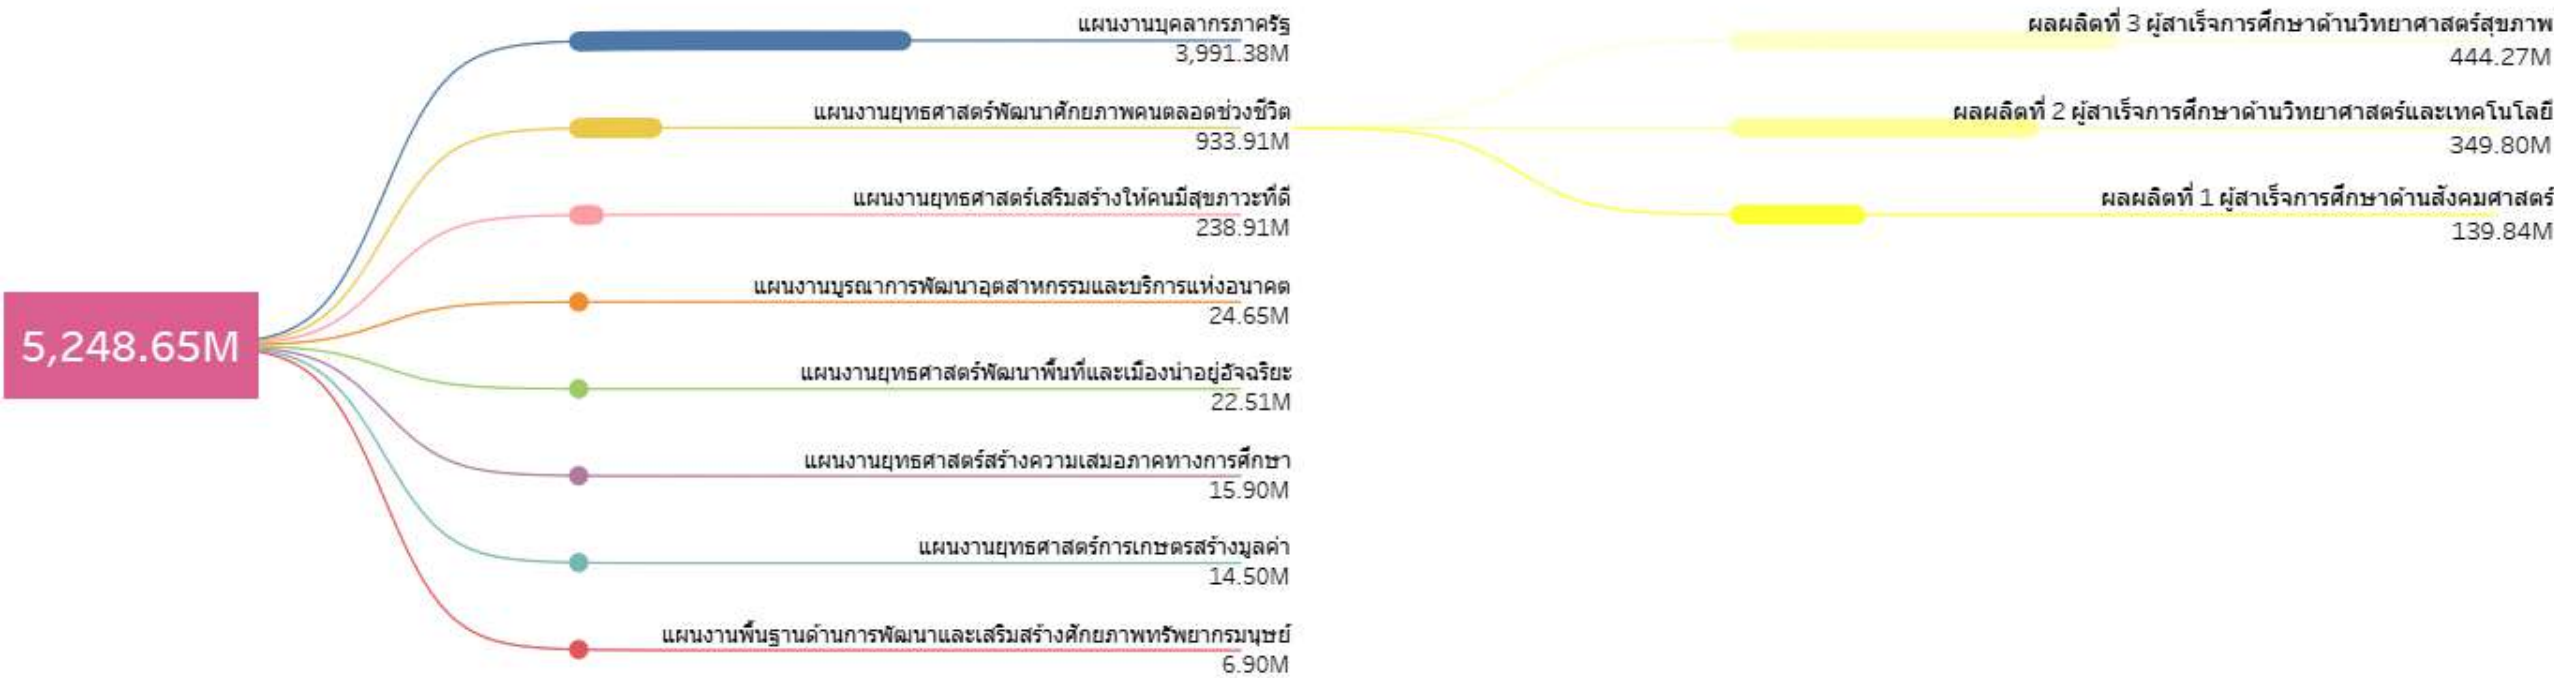 5,248.65M
แผนงานบุคลากรภาครัฐ
3,991.38M
แผนงานยุทธศาสตร์พัฒนาศักยภาพคนตลอดช่วงชีวิต
933.91M
แผนงานยุทธศาสตร์เสริมสร้างให้คนมีสุขภาวะที่ดี
238.91M
แผนงานบูรณาการพัฒนาอุตสาหกรรมและบริการแห่งอนาคต
24.65M
แผนงานยุทธศาสตร์พัฒนาพื้นที่และเมืองน่าอยู่อัจฉริยะ
22.51M
แผนงานยุทธศาสตร์สร้างความเสมอภาคทางการศึกษา
15.90M
แผนงานยุทธศาสตร์การเกษตรสร้างมูลค่า
14.50M
แผนงานพื้นฐานด้านการพัฒนาและเสริมสร้างศักยภาพทรัพยากรมนุษย์
6.90M
ผลผลิตที่ 3 ผู้สาเร็จการศึกษาด้านวิทยาศาสตร์สุขภาพ
444.27M
ผลผลิตที่ 2 ผู้สาเร็จการศึกษาด้านวิทยาศาสตร์และเทคโนโลยี
349.80M
ผลผลิตที่ 1 ผู้สาเร็จการศึกษาด้านสังคมศาสตร์
139.84M